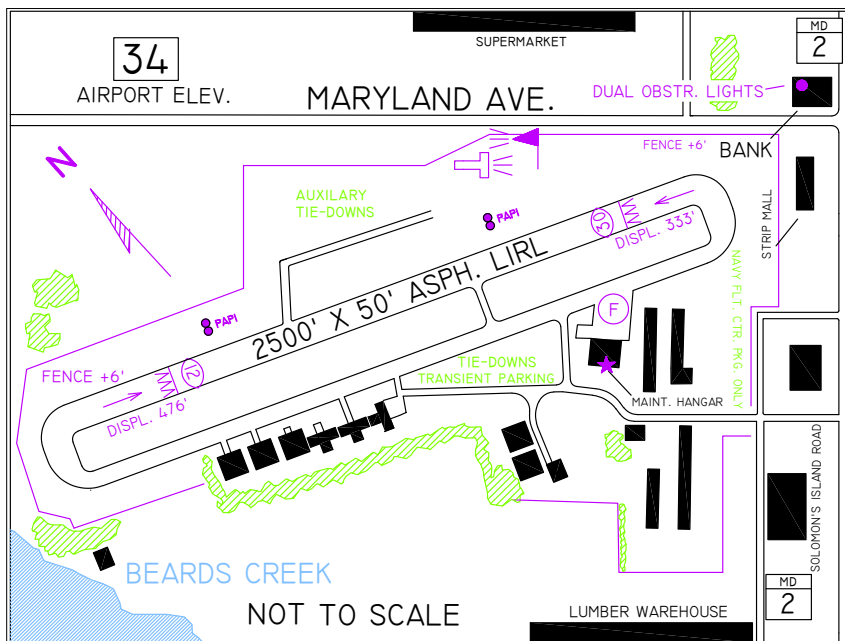 SUPERMARKET
MD
2
34
AIRPORT ELEV.
MARYLAND AVE.
DUAL OBSTR. LIGHTS
FENCE +6'
BANK
N
AUXILARY
TIE-DOWNS
PAPI
30
DISPL. 333'
STRIP MALL
2500' X 50' ASPH. LIRL
NAVY FLT. CTR. PKG. ONLY
F
PAPI
FENCE +6'
12
DISPL. 476'
TIE-DOWNS
TRANSIENT PARKING
MAINT. HANGAR
SOLOMON'S ISLAND ROAD
BEARDS CREEK
NOT TO SCALE
LUMBER WAREHOUSE
MD
2